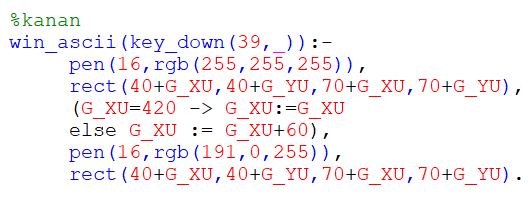 %kanan
win_ascii(key_down(39,_)):-
     pen(16,rgb(255,255,255)),
     rect(40+G_XU,40+G_YU,70+G_XU,70+G_YU),
     (G_XU=420 -> G_XU:=G_XU
     else G_XU := G_XU+60),
     pen(16,rgb(191,0,255)),
     rect(40+G_XU,40+G_YU,70+G_XU,70+G_YU).